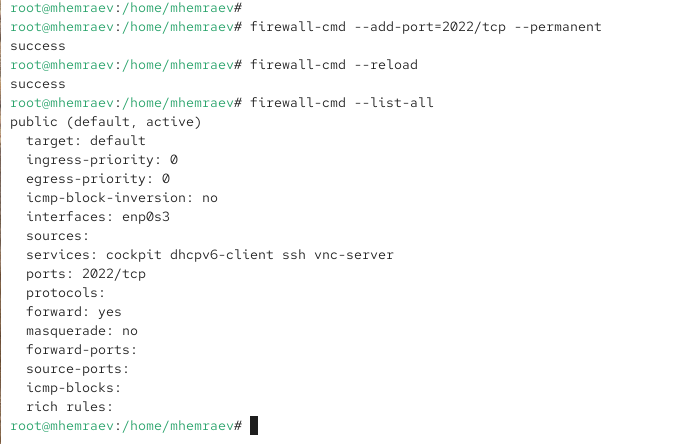 root@mhemraev:/home/mhemraev#
root@mhemraev:/home/mhemraev# firewall-cmd --add-port=2022/tcp --permanent
success
root@mhemraev:/home/mhemraev# firewall-cmd --reload
success
root@mhemraev:/home/mhemraev# firewall-cmd --list-all
public (default, active)
  target: default
  ingress-priority: 0
  egress-priority: 0
  icmp-block-inversion: no
  interfaces: enp0s3
  sources:
  services: cockpit dhcpv6-client ssh vnc-server
  ports: 2022/tcp
  protocols:
  forward: yes
  masquerade: no
  forward-ports:
  source-ports:
  icmp-blocks:
  rich rules:
root@mhemraev:/home/mhemraev#